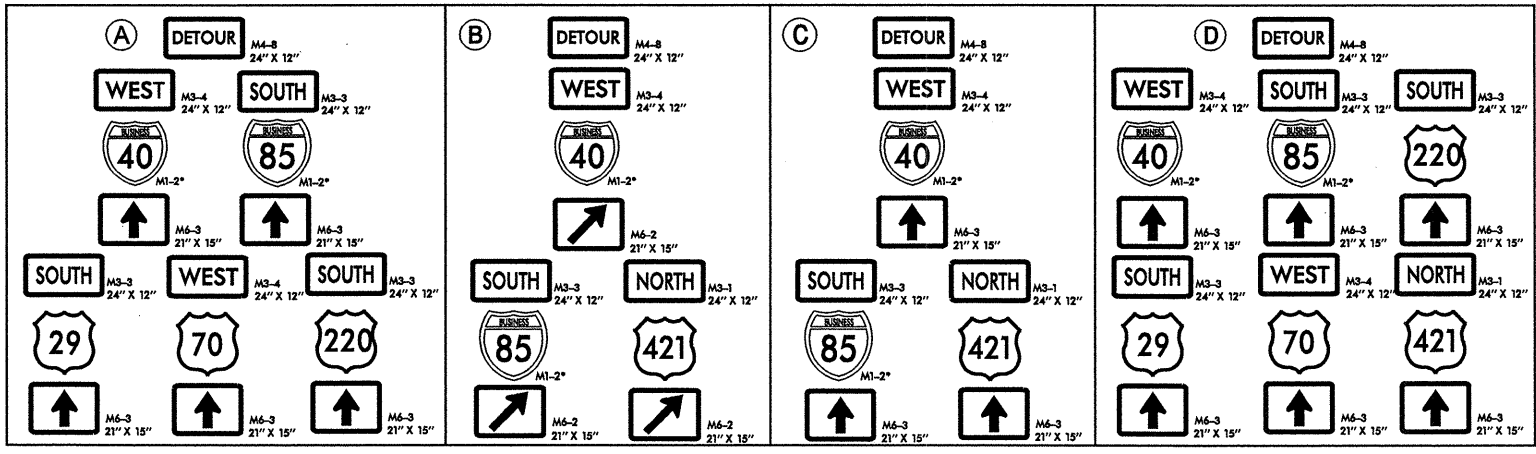 A DETOUR M4-8
24" X 12"
WEST M3-4
24" X 12"
SOUTH M3-3
24" X 12"
BUSINESS
40
M1-2*
BUSINESS
85
M1-2*
M6-3
21" X 15"
M6-3
21" X 15"
SOUTH M3-3
24" X 12"
WEST M3-4
24" X 12"
SOUTH M3-3
24" X 12"
29
70
220
M6-3
21" X 15"
M6-3
21" X 15"
M6-3
21" X 15"
B DETOUR M4-8
24" X 12"
WEST M3-4
24" X 12"
BUSINESS
40
M1-2*
M6-2
21" X 15"
SOUTH M3-3
24" X 12"
NORTH M3-1
24" X 12"
BUSINESS
85
M1-2*
421
M6-2
21" X 15"
M6-2
21" X 15"
C DETOUR M4-8
24" X 12"
WEST M3-4
24" X 12"
BUSINESS
40
M1-2*
M6-3
21" X 15"
SOUTH M3-3
24" X 12"
NORTH M3-1
24" X 12"
BUSINESS
85
M1-2*
421
M6-3
21" X 15"
M6-3
21" X 15"
D DETOUR M4-8
24" X 12"
WEST M3-4
24" X 12"
SOUTH M3-3
24" X 12"
SOUTH M3-3
24" X 12"
BUSINESS
40
M1-2*
BUSINESS
85
M1-2*
220
M6-3
21" X 15"
M6-3
21" X 15"
M6-3
21" X 15"
SOUTH M3-3
24" X 12"
WEST M3-4
24" X 12"
NORTH M3-1
24" X 12"
29
70
421
M6-3
21" X 15"
M6-3
21" X 15"
M6-3
21" X 15"